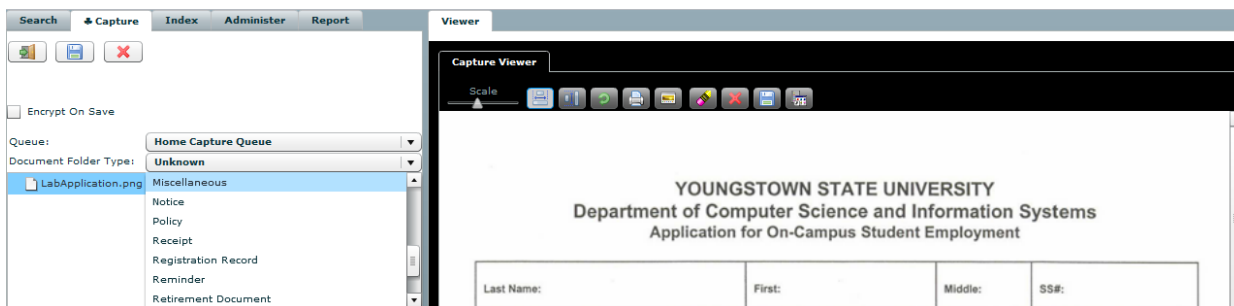 Search Capture Index Administer Report
Viewer
Capture Viewer
Scale
Encrypt On Save
Queue: Home Capture Queue
Document Folder Type: Unknown
LabApplication.png
Miscellaneous
Notice
Policy
Receipt
Registration Record
Reminder
Retirement Document
YOUNGSTOWN STATE UNIVERSITY
Department of Computer Science and Information Systems
Application for On-Campus Student Employment
Last Name: First: Middle: SS#: